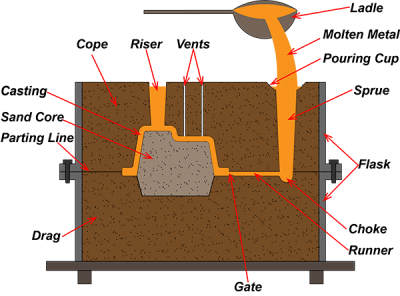 Ladle
Riser
Vents
Molten Metal
Cope
Pouring Cup
Casting
Sprue
Sand Core
Parting Line
Flask
Drag
Choke
Runner
Gate